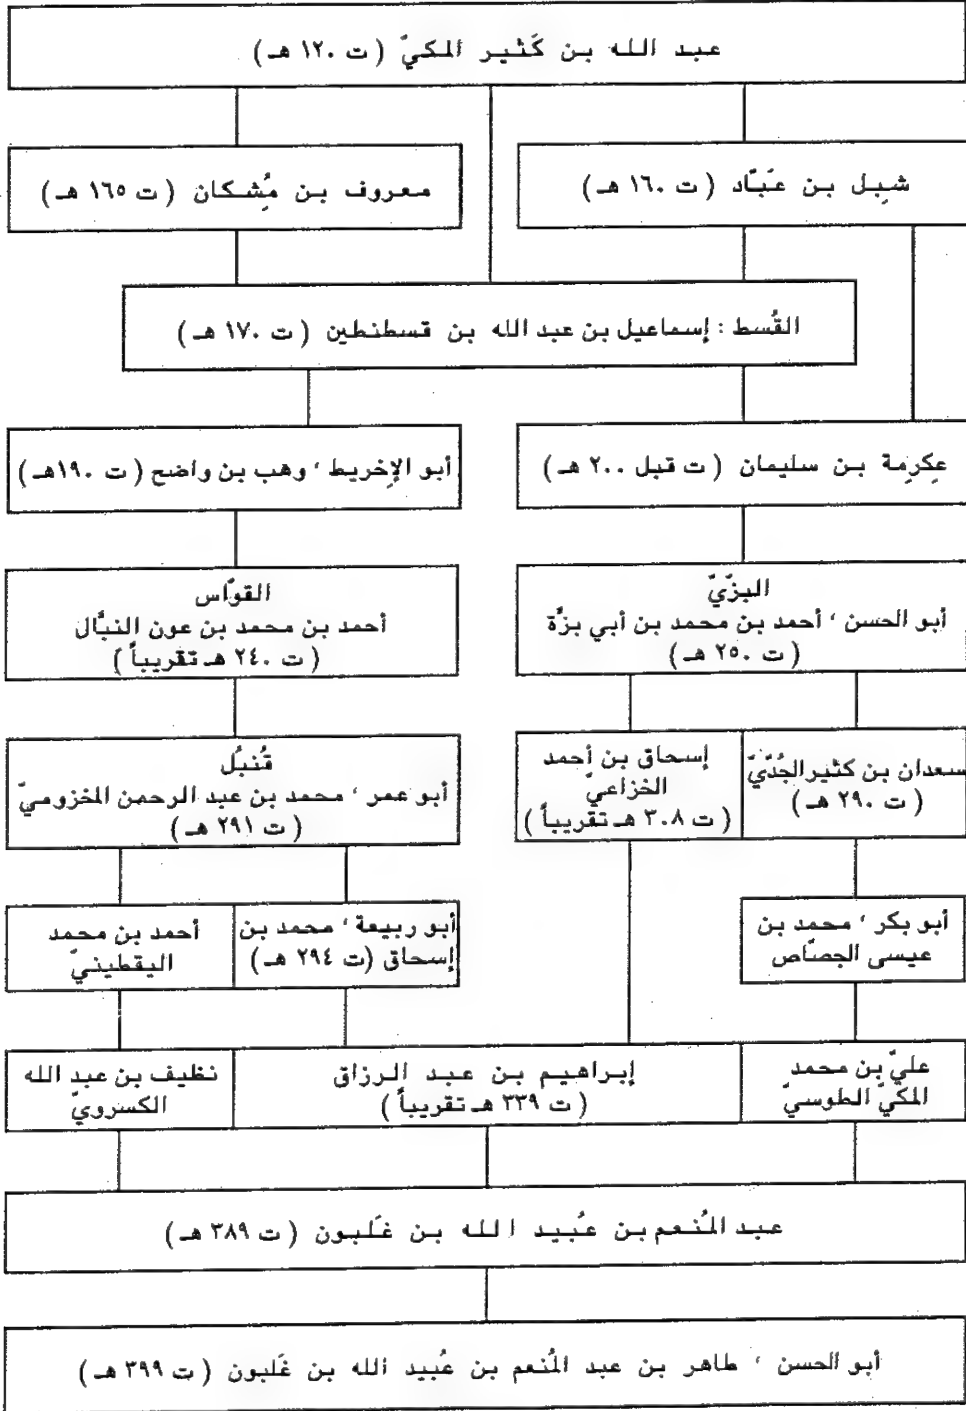 عبد الله بن كَثير المكيّ (ت ١٢٠ هـ)
شِبل بن عَبّاد (ت ١٦٠ هـ)
معروف بن مُشكان (ت ١٦٥ هـ)
القُسط : إسماعيل بن عبد الله بن قسطنطين (ت ١٧٠ هـ)
عِكرِمة بن سليمان (ت قبل ٢٠٠ هـ)
أبو الإخريط ، وهب بن واضح (ت ١٩٠هـ)
البزّيّ
أبو الحسن ، أحمد بن محمد بن أبي بزَّة
(ت ٢٥٠ هـ)
القوّاس
أحمد بن محمد بن عون النبَّال
(ت ٢٤٠ هـ تقريباً)
سعدان بن كثير الجُدّيّ
(ت ٢٩٠ هـ)
إسحاق بن أحمد
الخزاعيّ
(ت ٣٠٨ هـ تقريباً)
قُنبُل
أبو عمر ، محمد بن عبد الرحمن المخزوميّ
(ت ٢٩١ هـ)
أبو بكر ، محمد بن
عيسى الجصّاص
أبو ربيعة ، محمد بن
إسحاق (ت ٢٩٤ هـ)
أحمد بن محمد
اليقطينيّ
عليّ بن محمد
المكيّ الطوسيّ
إبراهيم بن عبد الرزاق
(ت ٣٣٩ هـ تقريباً)
نظيف بن عبد الله
الكسرويّ
عبد المُنعم بن عُبيد الله بن غَلبون (ت ٣٨٩ هـ)
أبو الحسن ، طاهر بن عبد المُنعم بن عُبيد الله بن غَلبون (ت ٣٩٩ هـ)